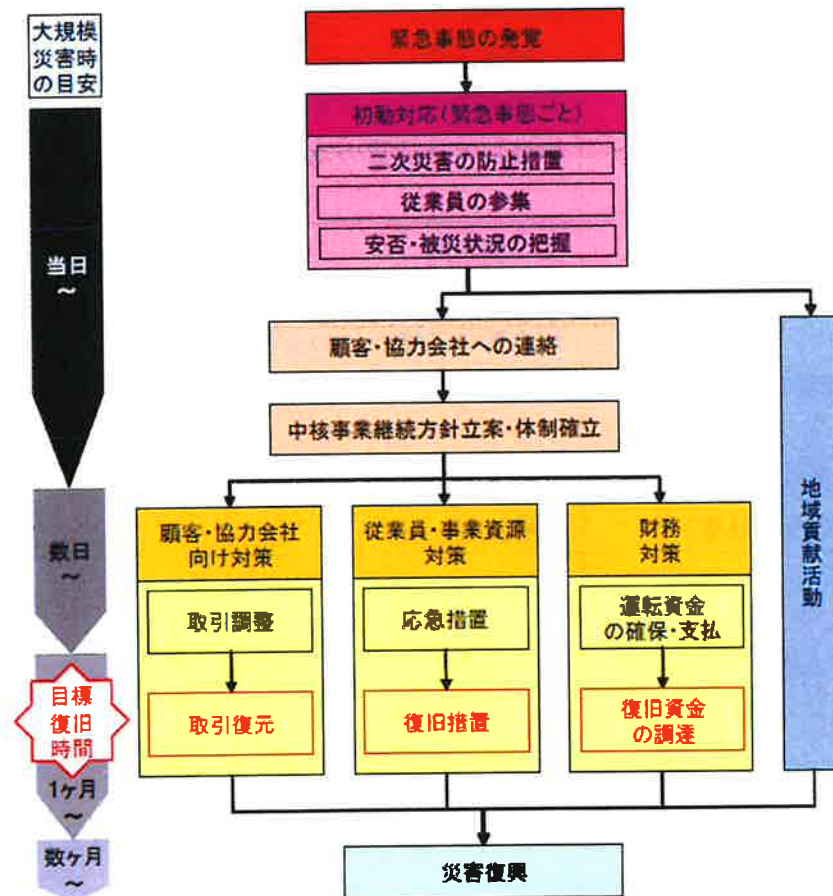 大規模
災害時
の目安
緊急事態の発覚
初動対応(緊急事態ごと)
二次災害の防止措置
従業員の参集
安否・被災状況の把握
当日
～
顧客・協力会社への連絡
中核事業継続方針立案・体制確立
数日
～
顧客・協力会社
向け対策
取引調整
取引復元
従業員・事業資源
対策
応急措置
復旧措置
財務
対策
運転資金
の確保・支払
復旧資金
の調達
地域貢献活動
目標
復旧
時間
1ヶ月
～
数ヶ月
～
災害復興